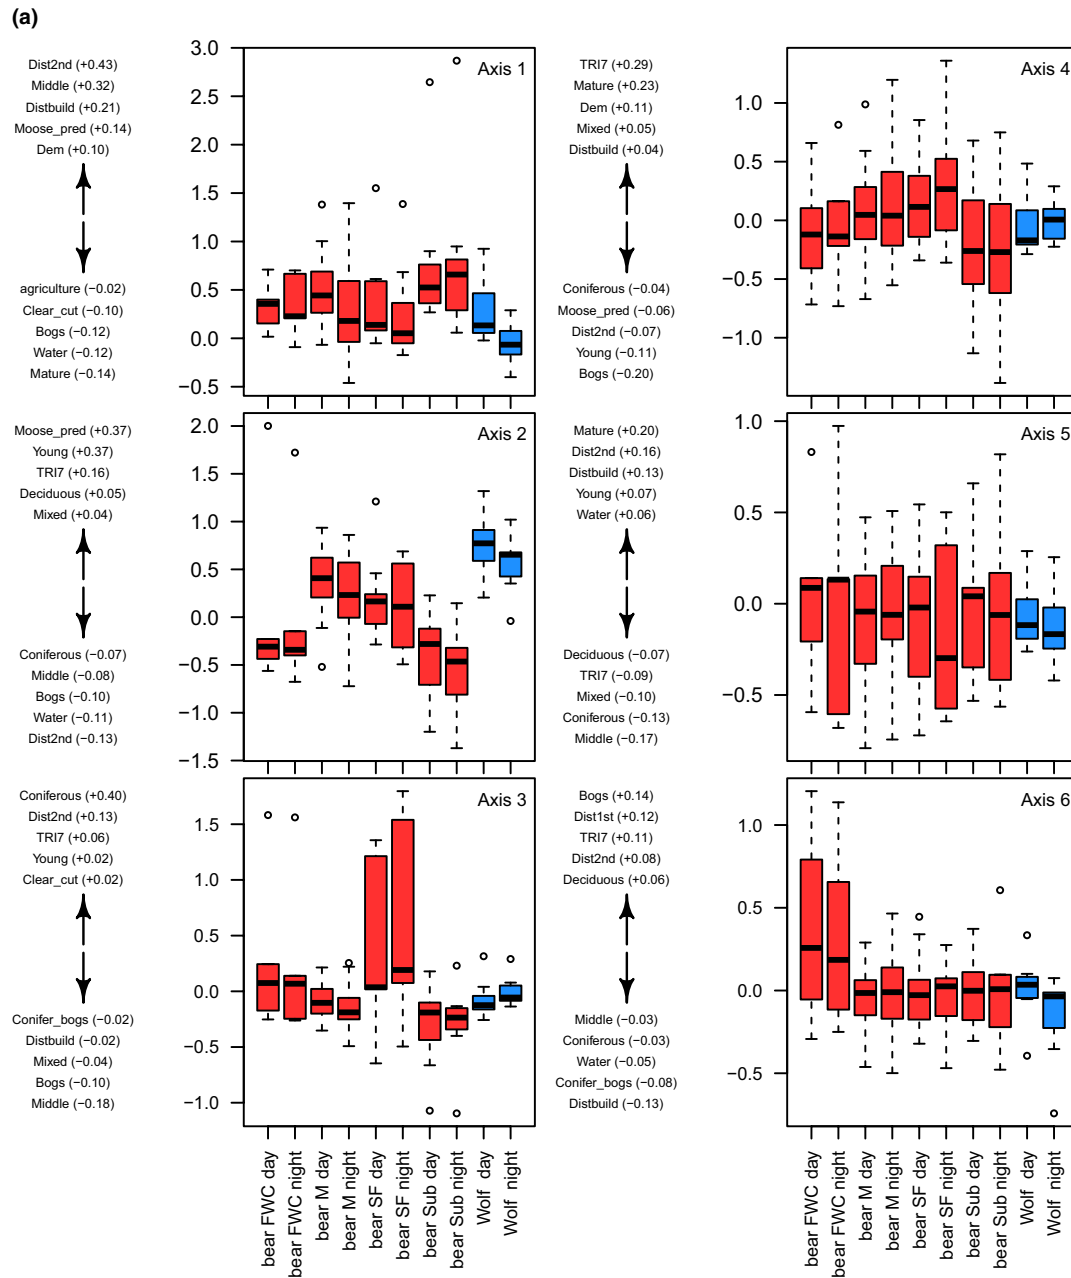 (a)
Dist2nd (+0.43)
Middle (+0.32)
Distbuild (+0.21)
Moose_pred (+0.14)
Dem (+0.10)
agriculture (−0.02)
Clear_cut (−0.10)
Bogs (−0.12)
Water (−0.12)
Mature (−0.14)
Axis 1
3.0
2.5
2.0
1.5
1.0
0.5
0.0
−0.5
TRI7 (+0.29)
Mature (+0.23)
Dem (+0.11)
Mixed (+0.05)
Distbuild (+0.04)
Coniferous (−0.04)
Moose_pred (−0.06)
Dist2nd (−0.07)
Young (−0.11)
Bogs (−0.20)
Axis 4
1.0
0.5
0.0
−0.5
−1.0
Moose_pred (+0.37)
Young (+0.37)
TRI7 (+0.16)
Deciduous (+0.05)
Mixed (+0.04)
Coniferous (−0.07)
Middle (−0.08)
Bogs (−0.10)
Water (−0.11)
Dist2nd (−0.13)
Axis 2
2.0
1.5
1.0
0.5
0.0
−0.5
−1.0
−1.5
Mature (+0.20)
Dist2nd (+0.16)
Distbuild (+0.13)
Young (+0.07)
Water (+0.06)
Deciduous (−0.07)
TRI7 (−0.09)
Mixed (−0.10)
Coniferous (−0.13)
Middle (−0.17)
Axis 5
1.0
0.5
0.0
−0.5
Coniferous (+0.40)
Dist2nd (+0.13)
TRI7 (+0.06)
Young (+0.02)
Clear_cut (+0.02)
Conifer_bogs (−0.02)
Distbuild (−0.02)
Mixed (−0.04)
Bogs (−0.10)
Middle (−0.18)
Axis 3
1.5
1.0
0.5
0.0
−0.5
−1.0
bear FWC day
bear FWC night
bear M day
bear M night
bear SF day
bear SF night
bear Sub day
bear Sub night
Wolf day
Wolf night
Bogs (+0.14)
Dist1st (+0.12)
TRI7 (+0.11)
Dist2nd (+0.08)
Deciduous (+0.06)
Middle (−0.03)
Coniferous (−0.03)
Water (−0.05)
Conifer_bogs (−0.08)
Distbuild (−0.13)
Axis 6
1.0
0.5
0.0
−0.5
bear FWC day
bear FWC night
bear M day
bear M night
bear SF day
bear SF night
bear Sub day
bear Sub night
Wolf day
Wolf night